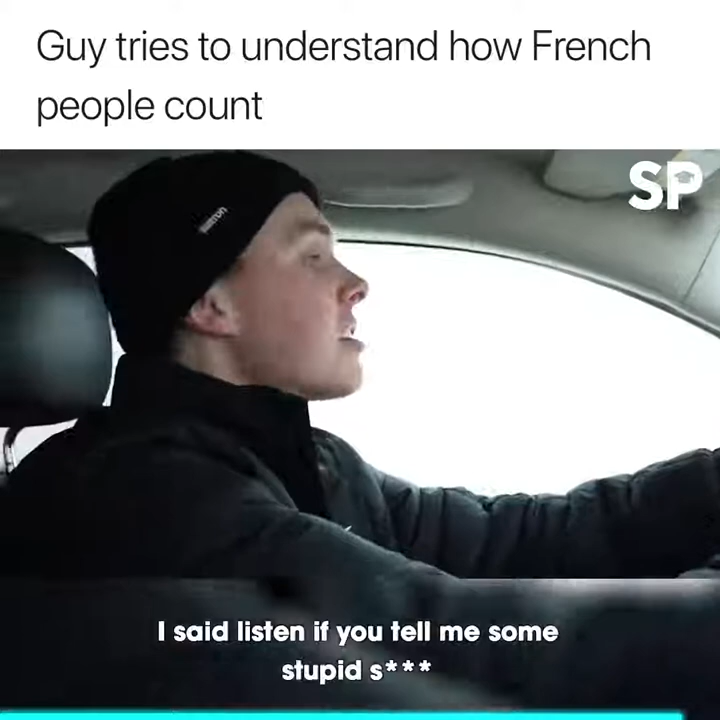 Guy tries to understand how French
people count
SP
I said listen if you tell me some
stupid s***